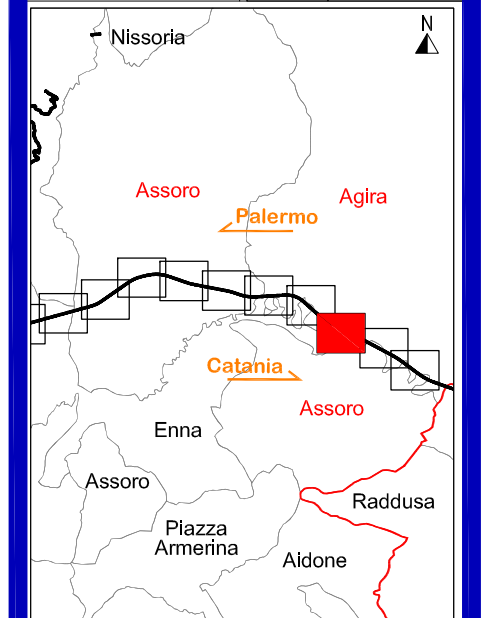 N
Nissoria
Assoro
Agira
Palermo
Catania
Assoro
Enna
Assoro
Raddusa
Piazza
Armerina
Aidone